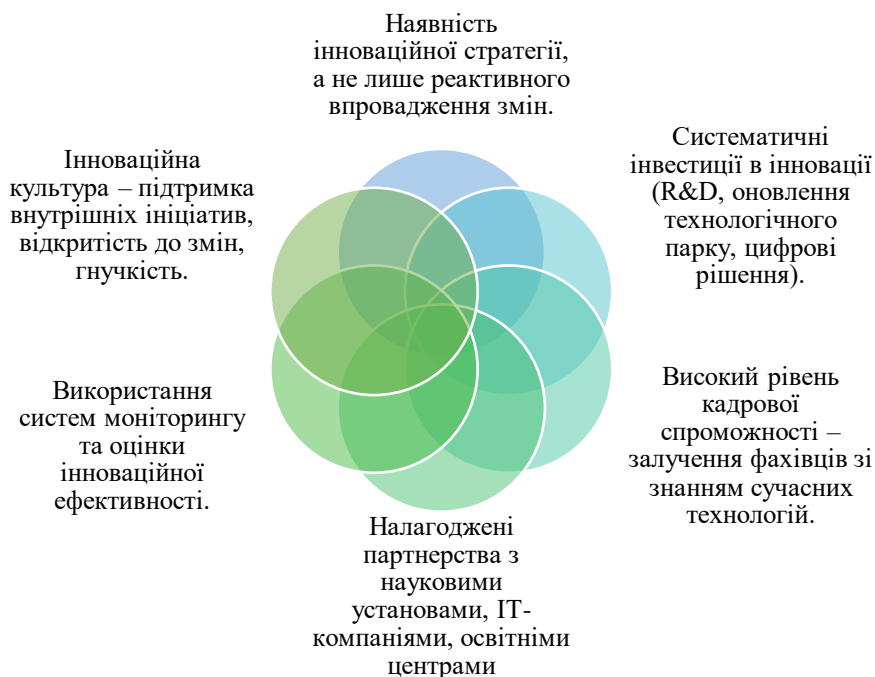 Наявність
інноваційної стратегії,
а не лише реактивного
впровадження змін.
Систематичні
інвестиції в інновації
(R&D, оновлення
технологічного
парку, цифрові
рішення).
Високий рівень
кадрової
спроможності –
залучення фахівців зі
знанням сучасних
технологій.
Налагоджені
партнерства з
науковими
установами, ІТ-
компаніями, освітніми
центрами
Використання
систем моніторингу
та оцінки
інноваційної
ефективності.
Інноваційна
культура – підтримка
внутрішніх ініціатив,
відкритість до змін,
гнучкість.